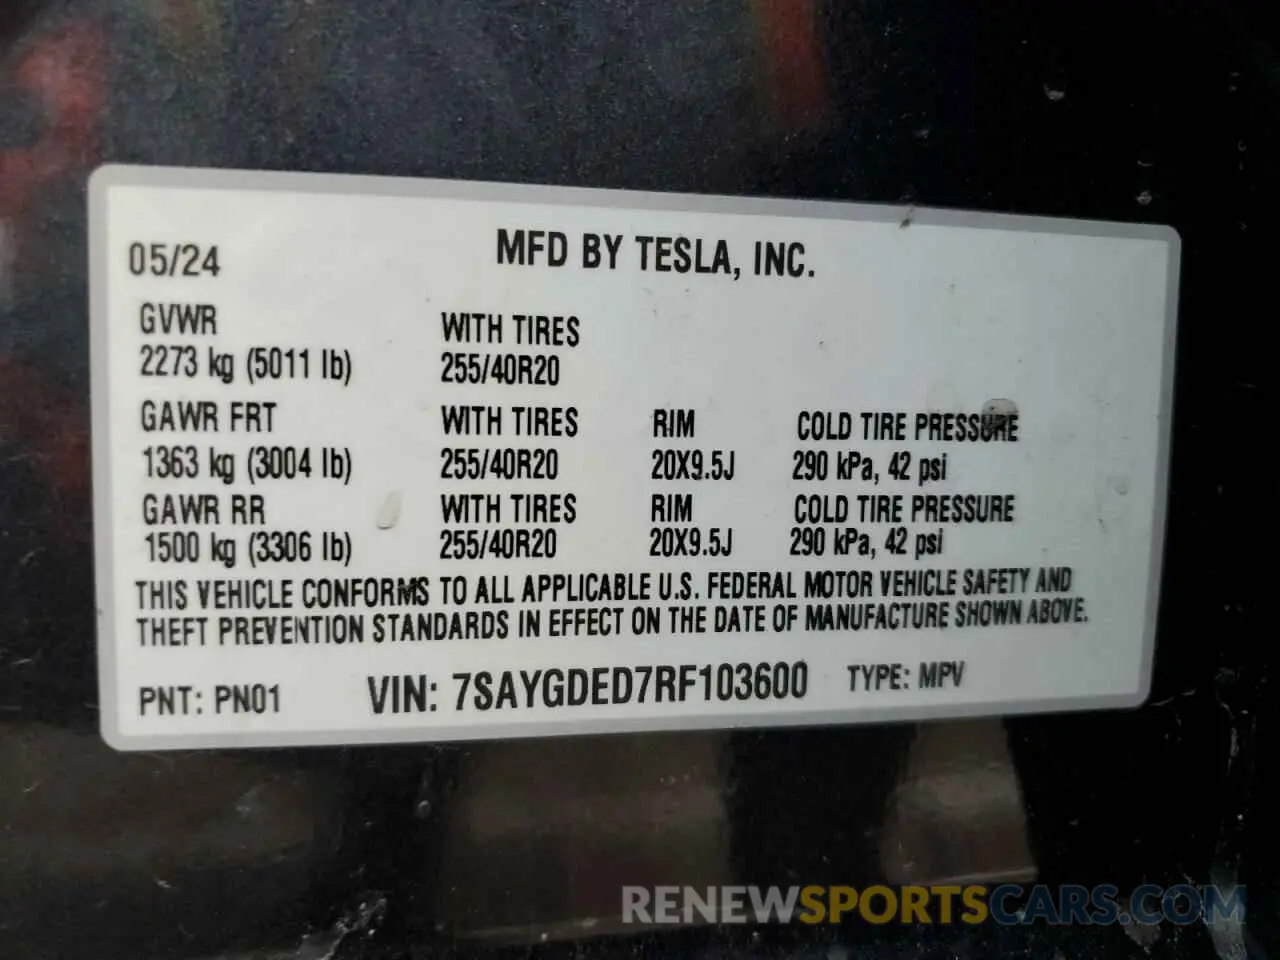 05/24 MFD BY TESLA, INC.
GVWR WITH TIRES
2273 kg (5011 lb) 255/40R20
GAWR FRT WITH TIRES RIM COLD TIRE PRESSURE
1363 kg (3004 lb) 255/40R20 20X9.5J 290 kPa, 42 psi
GAWR RR WITH TIRES RIM COLD TIRE PRESSURE
1500 kg (3306 lb) 255/40R20 20X9.5J 290 kPa, 42 psi
THIS VEHICLE CONFORMS TO ALL APPLICABLE U.S. FEDERAL MOTOR VEHICLE SAFETY AND
THEFT PREVENTION STANDARDS IN EFFECT ON THE DATE OF MANUFACTURE SHOWN ABOVE.
PNT: PN01 VIN: 7SAYGDED7RF103600 TYPE: MPV
RENEWSPORTSCARS.COM